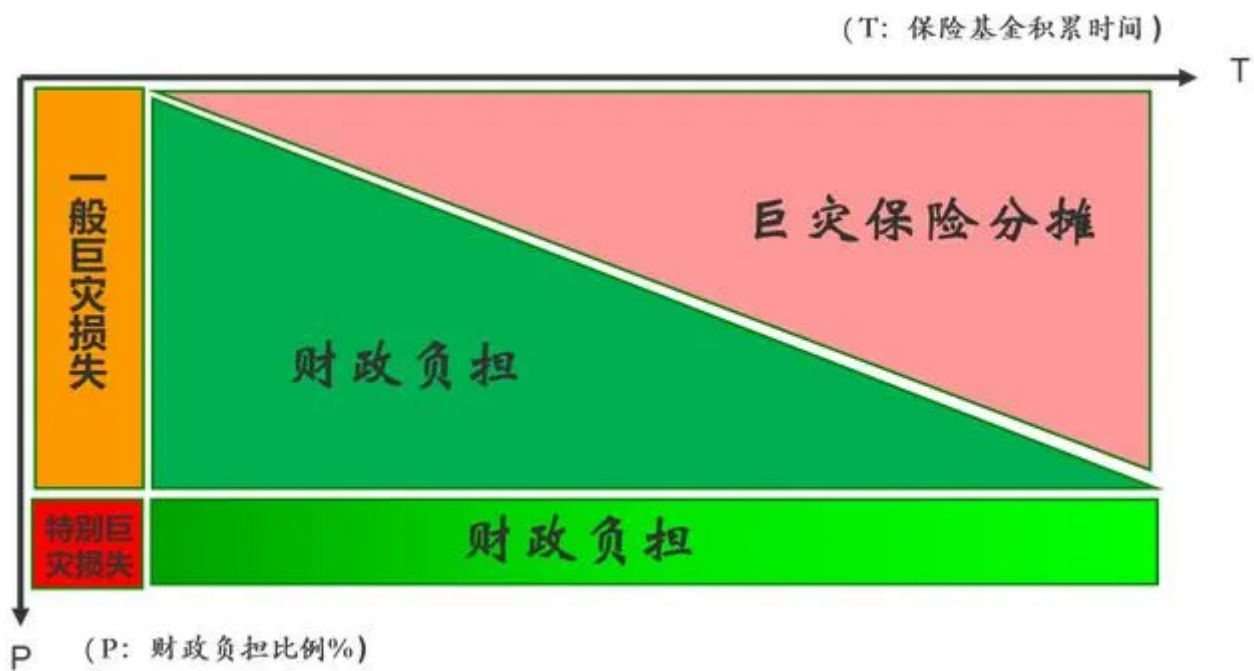 （T：保险基金积累时间）
T
一般巨灾损失
巨灾保险分摊
财政负担
特别巨
灾损失
财政负担
P
（P：财政负担比例%）